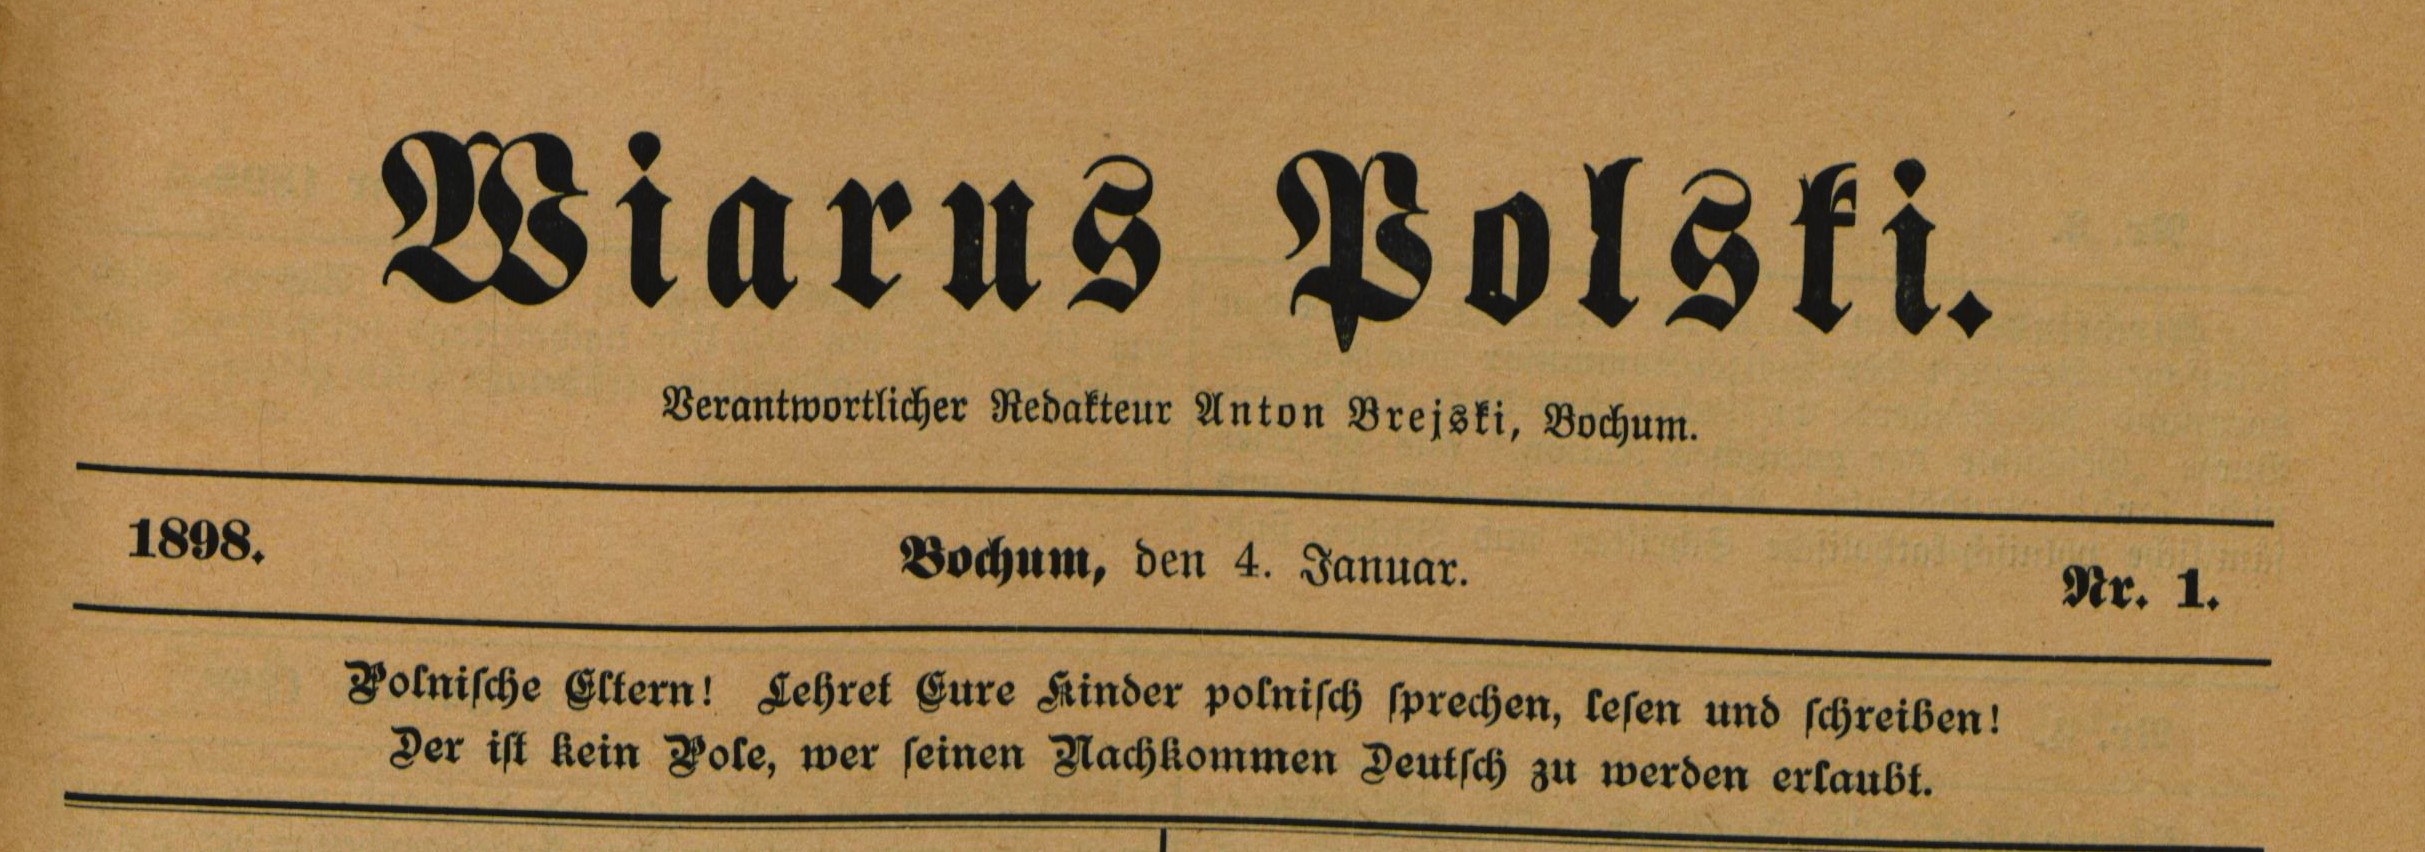 Wiarus Polski.
Verantwortlicher Redakteur Anton Brejski, Bochum.
1898. Bochum, den 4. Januar. Nr. 1.
Polnische Eltern! Lehret Eure Kinder polnisch sprechen, lesen und schreiben!
Der ist kein Pole, wer seinen Nachkommen Deutsch zu werden erlaubt.